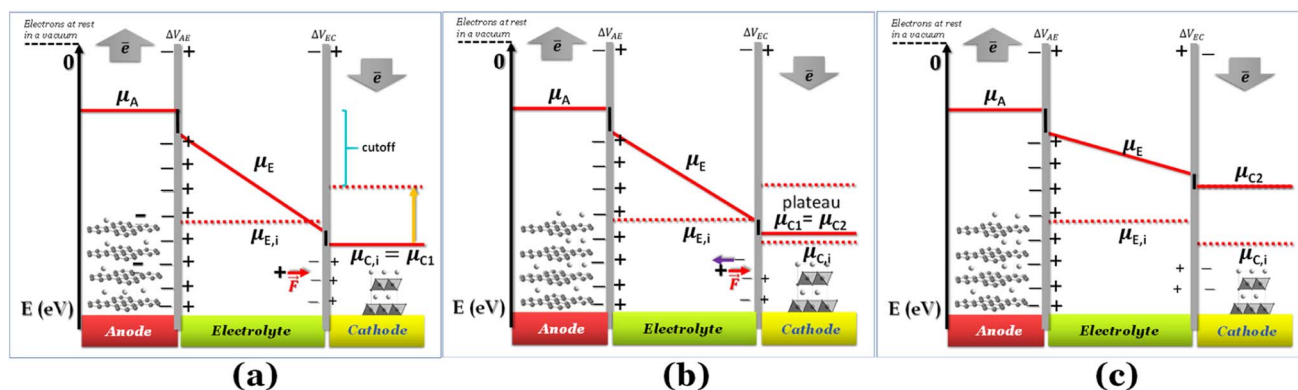 Electrons at rest
in a vacuum
ē
ΔV_AE
ΔV_EC
− +
− +
ē
0
μ_A
cutoff
μ_E
μ_E,i
μ_C,i = μ_C1
F
E (eV)
Anode
Electrolyte
Cathode
(a)
Electrons at rest
in a vacuum
ē
ΔV_AE
ΔV_EC
− +
− +
ē
0
μ_A
μ_E
plateau
μ_C1= μ_C2
μ_E,i
μ_C,i
F
E (eV)
Anode
Electrolyte
Cathode
(b)
Electrons at rest
in a vacuum
ē
ΔV_AE
ΔV_EC
− +
+ −
ē
0
μ_A
μ_E
μ_C2
μ_E,i
μ_C,i
E (eV)
Anode
Electrolyte
Cathode
(c)